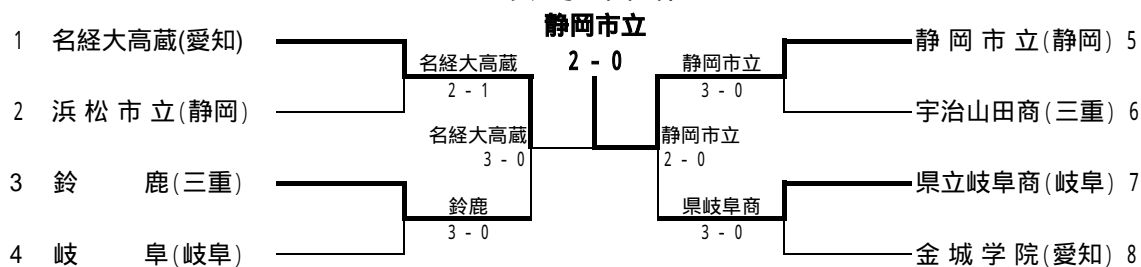 静岡市立
2 - 0
1 名経大高蔵(愛知)
2 浜松市立(静岡)
3 鈴鹿(三重)
4 岐阜(岐阜)
名経大高蔵
2 - 1
名経大高蔵
3 - 0
鈴鹿
3 - 0
静岡市立
3 - 0
静岡市立
2 - 0
県岐阜商
3 - 0
静岡市立(静岡) 5
宇治山田商(三重) 6
県立岐阜商(岐阜) 7
金城学院(愛知) 8